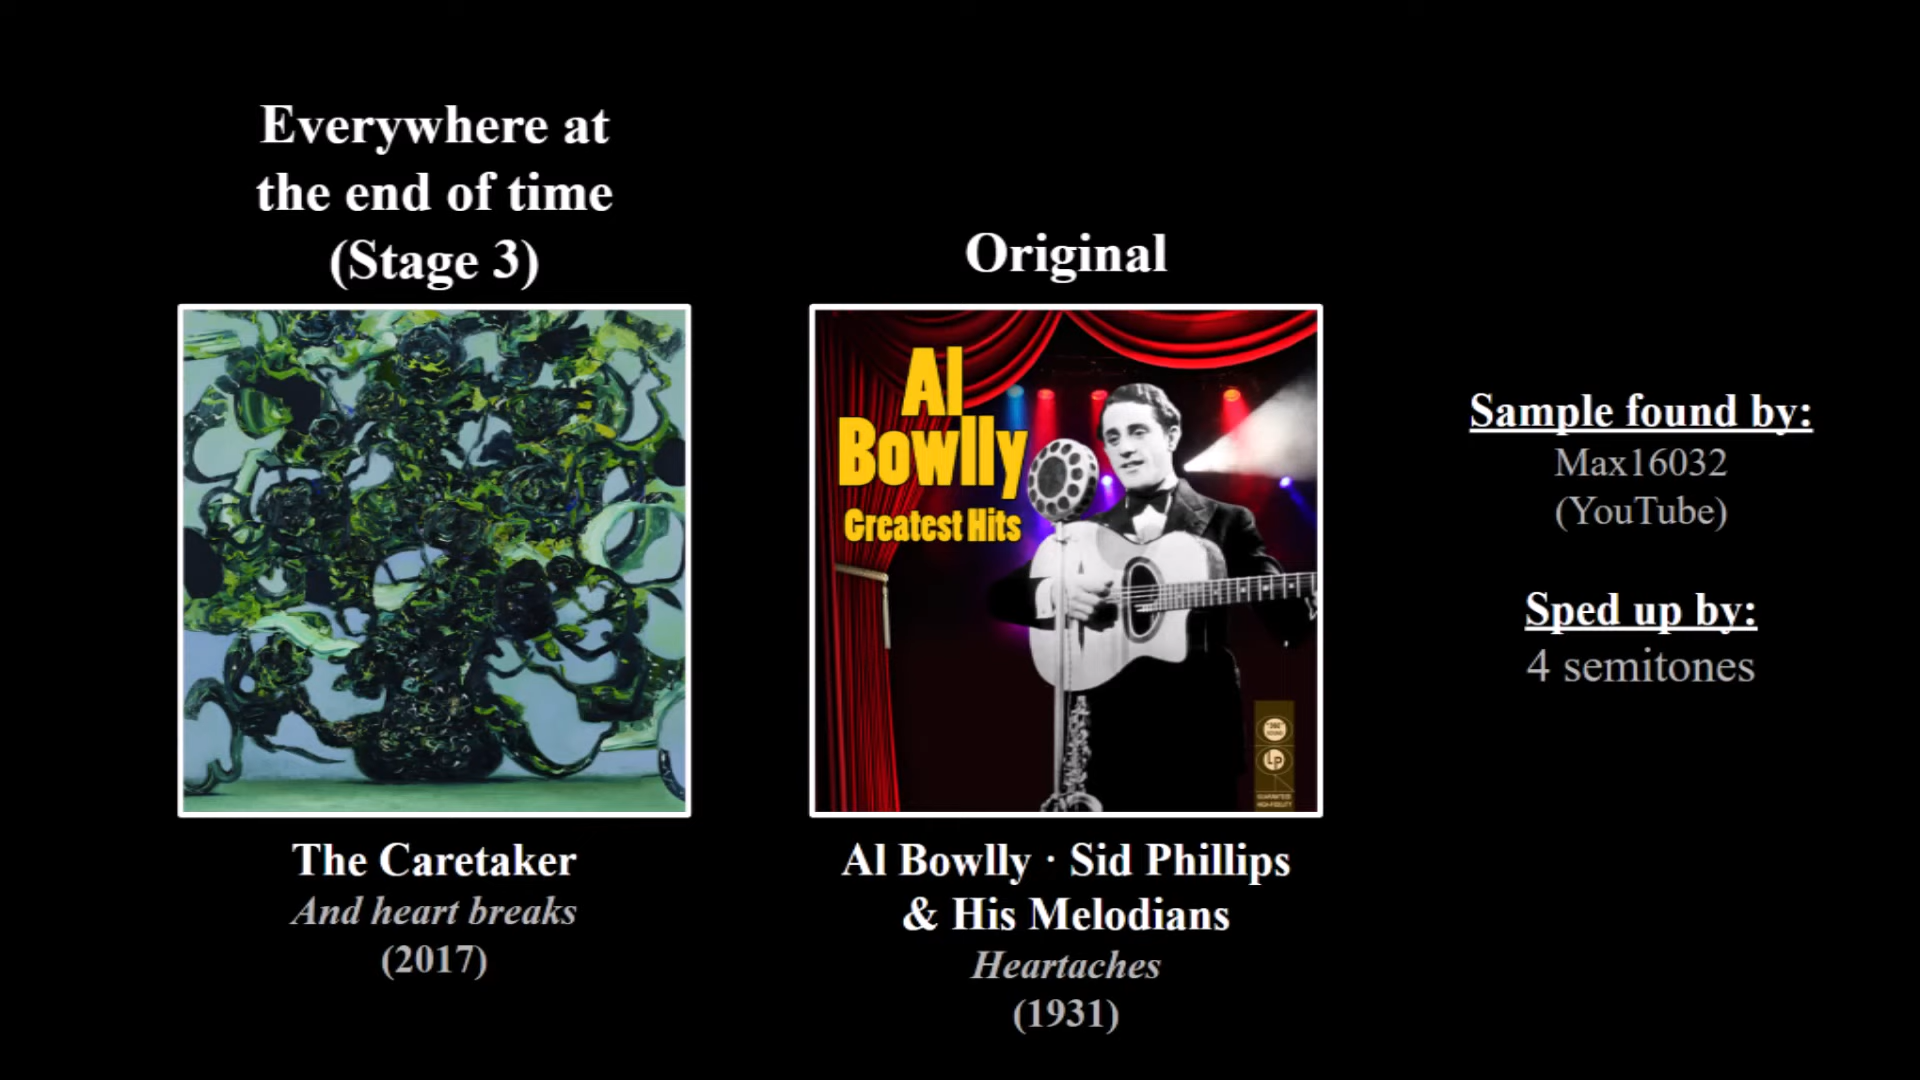 Everywhere at
the end of time
(Stage 3)
The Caretaker
And heart breaks
(2017)
Original
Al
Bowlly
Greatest Hits
LP
Al Bowlly · Sid Phillips
& His Melodians
Heartaches
(1931)
Sample found by:
Max16032
(YouTube)
Sped up by:
4 semitones